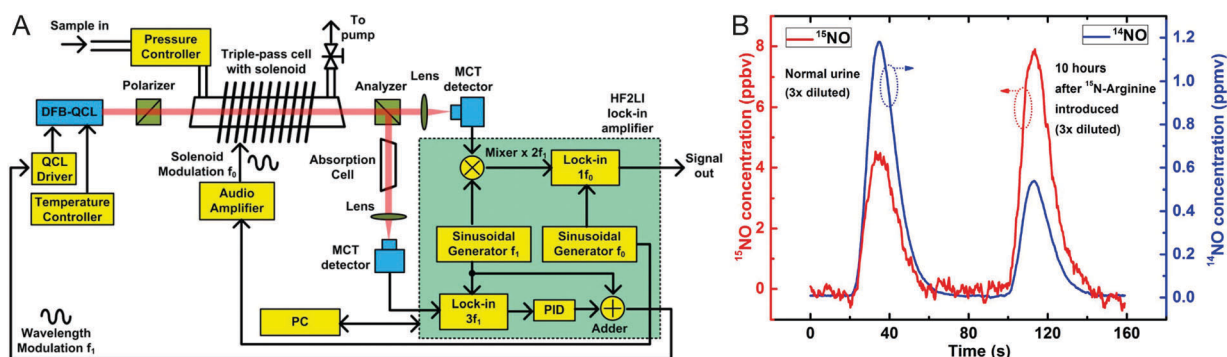 A
Sample in
Pressure
Controller
To
pump
Triple-pass cell
with solenoid
Polarizer
Analyzer
Lens
MCT
detector
HF2LI
lock-in
amplifier
DFB-QCL
QCL
Driver
Temperature
Controller
Solenoid
Modulation f₀
Audio
Amplifier
Absorption
Cell
Lens
MCT
detector
Mixer x 2f₁
Lock-in
1f₀
Signal
out
Sinusoidal
Generator f₁
Sinusoidal
Generator f₀
Lock-in
3f₁
PID
Adder
PC
Wavelength
Modulation f₁
B
¹⁵NO
¹⁴NO
Normal urine
(3x diluted)
10 hours
after ¹⁵N-Arginine
introduced
(3x diluted)
¹⁵NO concentration (ppbv)
8
6
4
2
0
¹⁴NO concentration (ppmv)
1.2
1.0
0.8
0.6
0.4
0.2
0.0
0 40 80 120 160
Time (s)